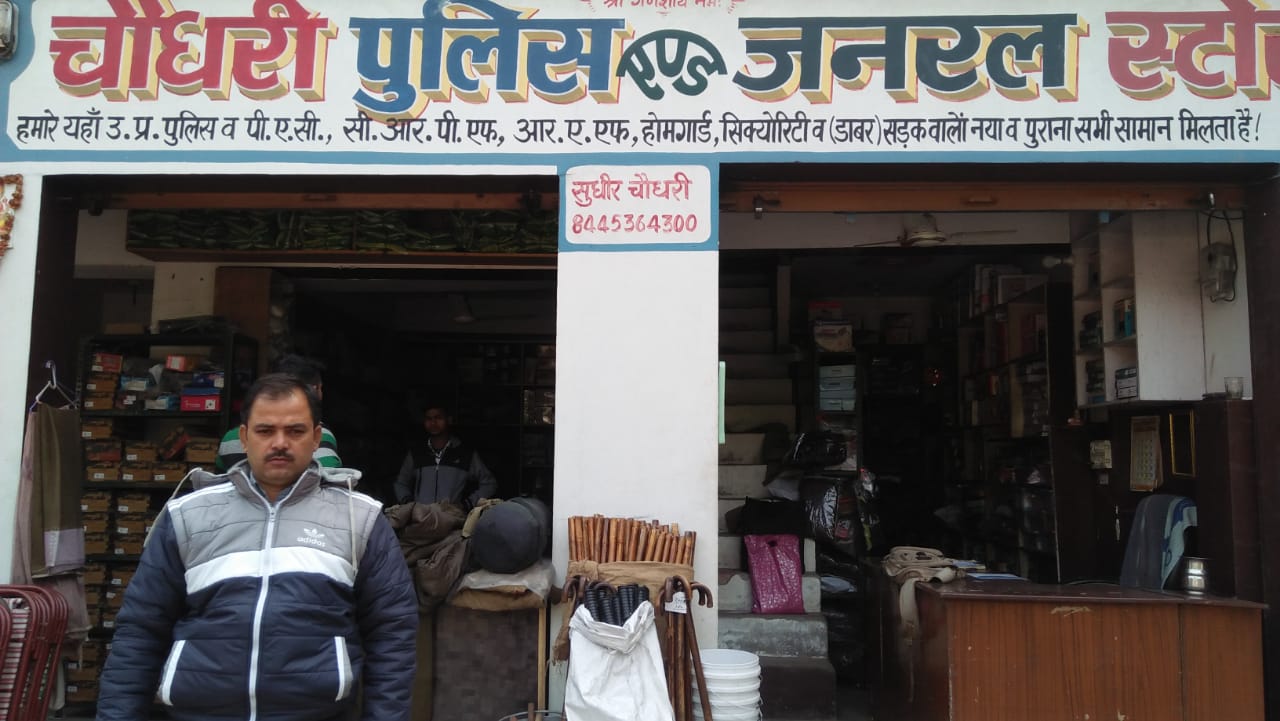 श्री गणेशाय नमः
चौधरी पुलिस एण्ड जनरल स्टो
हमारे यहाँ उ.प्र.पुलिस व पी.ए.सी., सी.आर.पी.एफ, आर.ए.एफ, होमगार्ड, सिक्योरिटी व (डाबर) सड़क वालों नया व पुराना सभी सामान मिलता है!
सुधीर चौधरी
8445364300
adidas